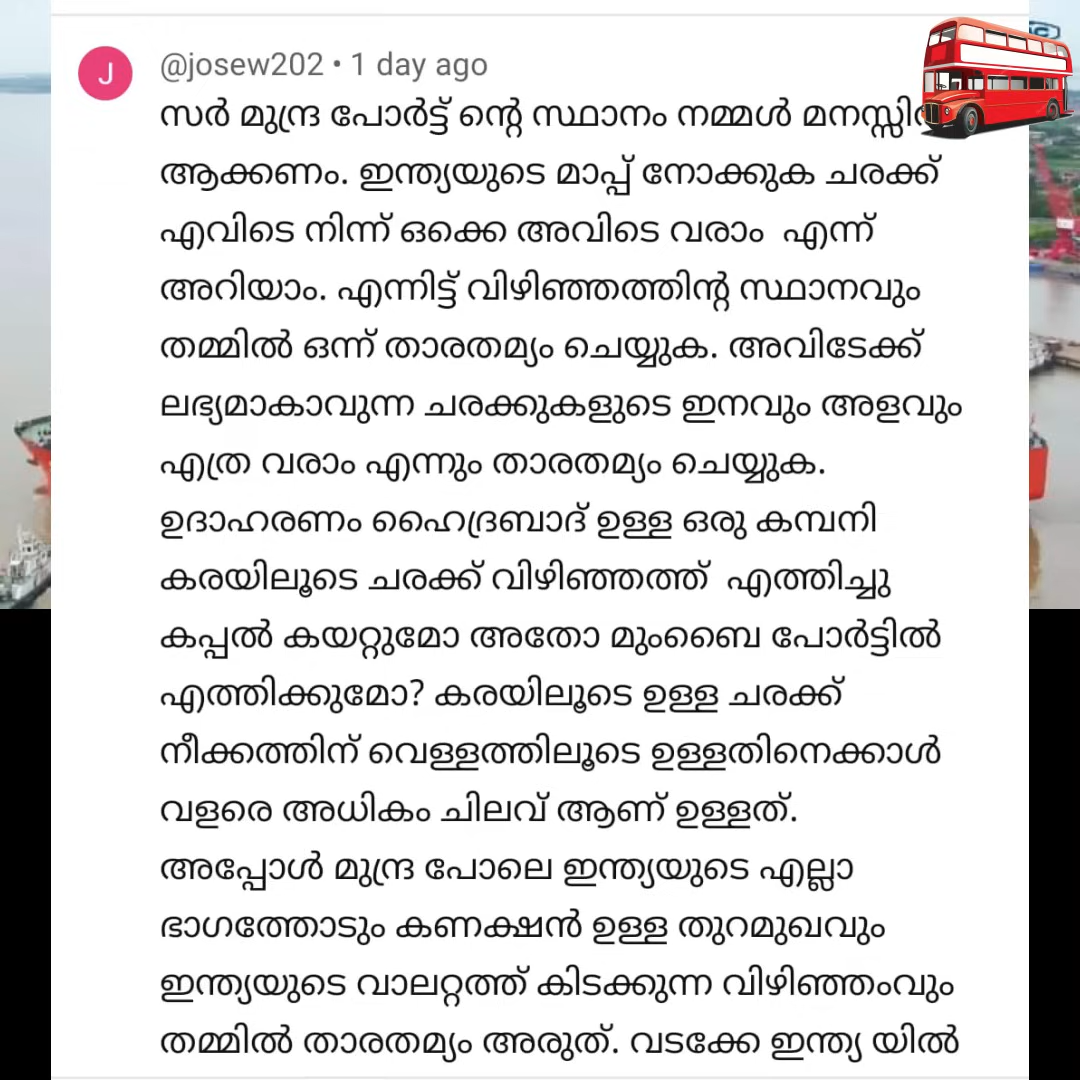 J @josew202 • 1 day ago
സർ മുന്ദ്ര പോർട്ട് ന്റെ സ്ഥാനം നമ്മൾ
ആക്കണം. ഇന്ത്യയുടെ മാപ്പ് നോക്കുക ചരക്ക്
എവിടെ നിന്ന് ഒക്കെ അവിടെ വരാം എന്ന്
അറിയാം. എന്നിട്ട് വിഴിഞ്ഞത്തിന്റ സ്ഥാനവും
തമ്മിൽ ഒന്ന് താരതമ്യം ചെയ്യുക. അവിടേക്ക്
ലഭ്യമാകാവുന്ന ചരക്കുകളുടെ ഇനവും അളവും
എത്ര വരാം എന്നും താരതമ്യം ചെയ്യുക.
ഉദാഹരണം ഹൈദ്രബാദ് ഉള്ള ഒരു കമ്പനി
കരയിലൂടെ ചരക്ക് വിഴിഞ്ഞത്ത് എത്തിച്ചു
കപ്പൽ കയറ്റുമോ അതോ മുംബൈ പോർട്ടിൽ
എത്തിക്കുമോ? കരയിലൂടെ ഉള്ള ചരക്ക്
നീക്കത്തിന് വെള്ളത്തിലൂടെ ഉള്ളതിനെക്കാൾ
വളരെ അധികം ചിലവ് ആണ് ഉള്ളത്.
അപ്പോൾ മുന്ദ്ര പോലെ ഇന്ത്യയുടെ എല്ലാ
ഭാഗത്തോടും കണക്ഷൻ ഉള്ള തുറമുഖവും
ഇന്ത്യയുടെ വാലറ്റത്ത് കിടക്കുന്ന വിഴിഞ്ഞംവും
തമ്മിൽ താരതമ്യം അരുത്. വടക്കേ ഇന്ത്യ യിൽ